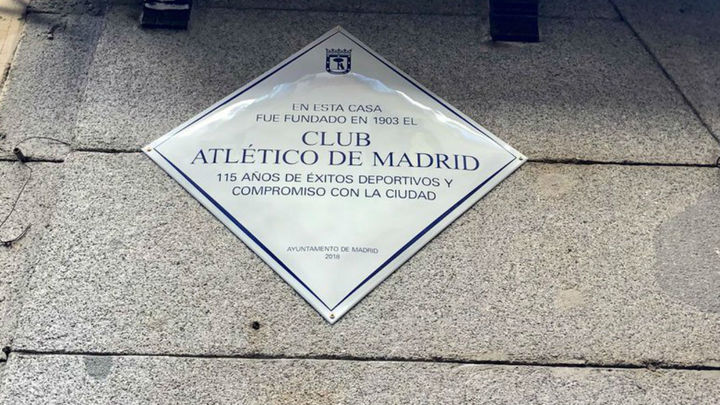 EN ESTA CASA
FUE FUNDADO EN 1903 EL
CLUB
ATLÉTICO DE MADRID
115 AÑOS DE ÉXITOS DEPORTIVOS Y
COMPROMISO CON LA CIUDAD
AYUNTAMIENTO DE MADRID
2018